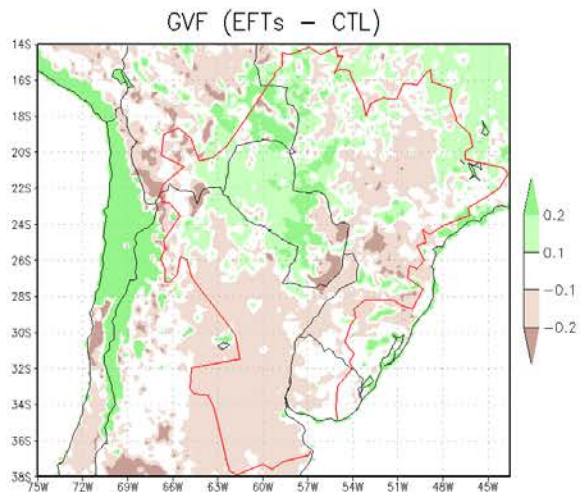 GVF (EFTs – CTL)
14S
16S
18S
20S
22S
24S
26S
28S
30S
32S
34S
36S
38S
75W 72W 69W 66W 63W 60W 57W 54W 51W 48W 45W
0.2
0.1
-0.1
-0.2